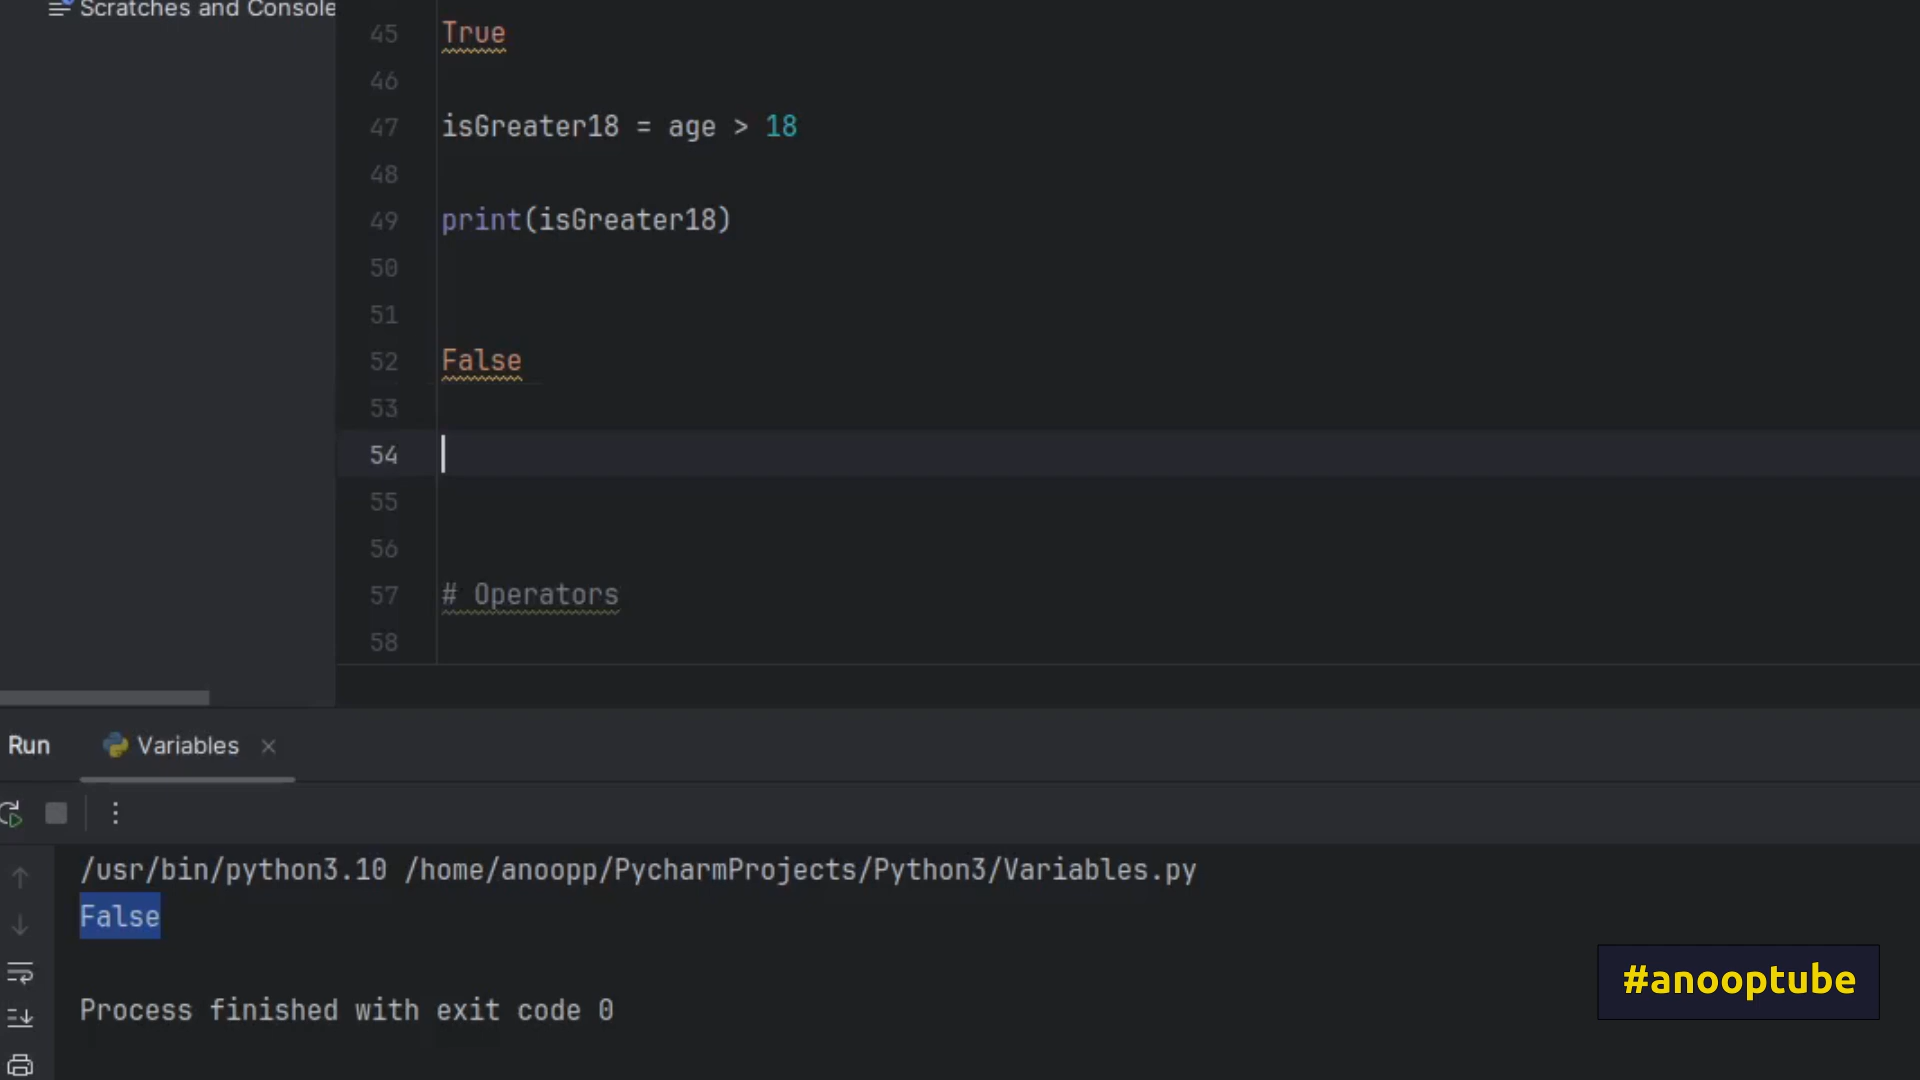 Scratches and Console
45 True
46
47 isGreater18 = age > 18
48
49 print(isGreater18)
50
51
52 False
53
54
55
56
57 # Operators
58
Run Variables
/usr/bin/python3.10 /home/anoopp/PycharmProjects/Python3/Variables.py
False
#anooptube
Process finished with exit code 0